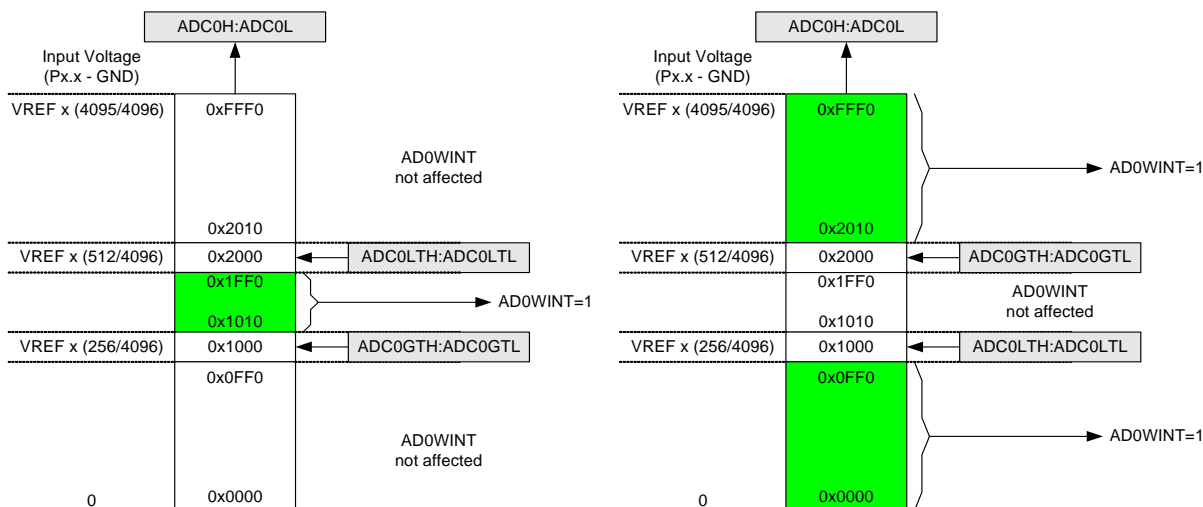 ADC0H:ADC0L
Input Voltage
(Px.x - GND)
VREF x (4095/4096)
0xFFF0
AD0WINT
not affected
0x2010
VREF x (512/4096)
0x2000
ADC0LTH:ADC0LTL
0x1FF0
AD0WINT=1
0x1010
VREF x (256/4096)
0x1000
ADC0GTH:ADC0GTL
0x0FF0
AD0WINT
not affected
0
0x0000
ADC0H:ADC0L
Input Voltage
(Px.x - GND)
VREF x (4095/4096)
0xFFF0
AD0WINT=1
0x2010
VREF x (512/4096)
0x2000
ADC0GTH:ADC0GTL
0x1FF0
AD0WINT
not affected
0x1010
VREF x (256/4096)
0x1000
ADC0LTH:ADC0LTL
0x0FF0
AD0WINT=1
0
0x0000